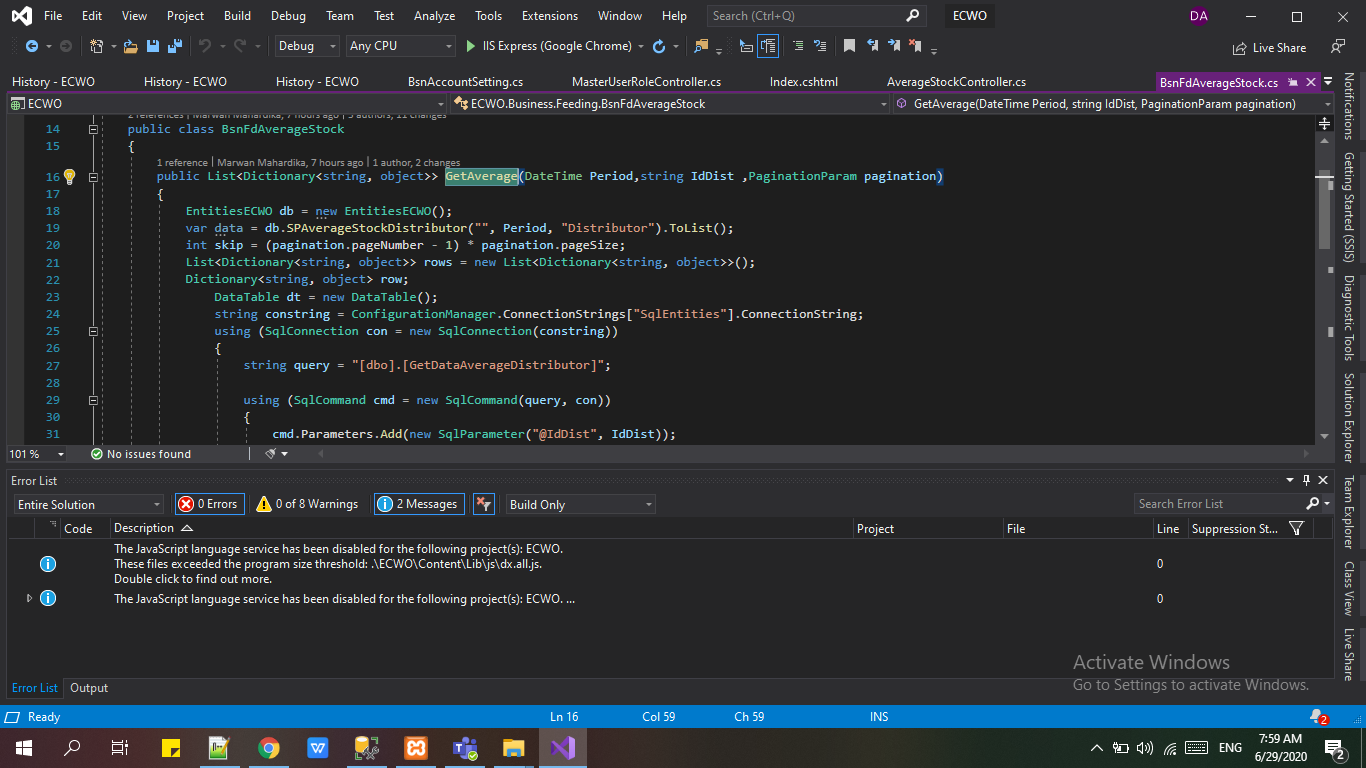 File Edit View Project Build Debug Team Test Analyze Tools Extensions Window Help Search (Ctrl+Q) ECWO DA
Debug Any CPU IIS Express (Google Chrome) Live Share
History - ECWO History - ECWO History - ECWO BsnAccountSetting.cs MasterUserRoleController.cs Index.cshtml AverageStockController.cs BsnFdAverageStock.cs
ECWO ECWO.Business.Feeding.BsnFdAverageStock GetAverage(DateTime Period, string IdDist, PaginationParam pagination)
2 references | Marwan Mahardika, 7 hours ago | 3 authors, 11 changes
14 public class BsnFdAverageStock
15 {
1 reference | Marwan Mahardika, 7 hours ago | 1 author, 2 changes
16 public List<Dictionary<string, object>> GetAverage(DateTime Period,string IdDist ,PaginationParam pagination)
17 {
18 EntitiesECWO db = new EntitiesECWO();
19 var data = db.SPAverageStockDistributor("", Period, "Distributor").ToList();
20 int skip = (pagination.pageNumber - 1) * pagination.pageSize;
21 List<Dictionary<string, object>> rows = new List<Dictionary<string, object>>();
22 Dictionary<string, object> row;
23 DataTable dt = new DataTable();
24 string constring = ConfigurationManager.ConnectionStrings["SqlEntities"].ConnectionString;
25 using (SqlConnection con = new SqlConnection(constring))
26 {
27 string query = "[dbo].[GetDataAverageDistributor]";
28
29 using (SqlCommand cmd = new SqlCommand(query, con))
30 {
31 cmd.Parameters.Add(new SqlParameter("@IdDist", IdDist));
101 % No issues found
Notifications
Getting Started (SSIS)
Diagnostic Tools
Solution Explorer
Team Explorer
Class View
Live Share
Error List
Entire Solution 0 Errors 0 of 8 Warnings 2 Messages Build Only Search Error List
Code Description Project File Line Suppression St...
The JavaScript language service has been disabled for the following project(s): ECWO.
These files exceeded the program size threshold: .\ECWO\Content\Lib\js\dx.all.js. 0
Double click to find out more.
The JavaScript language service has been disabled for the following project(s): ECWO. ... 0
Activate Windows
Go to Settings to activate Windows.
Error List Output
Ready Ln 16 Col 59 Ch 59 INS 2
ENG 7:59 AM
6/29/2020 2